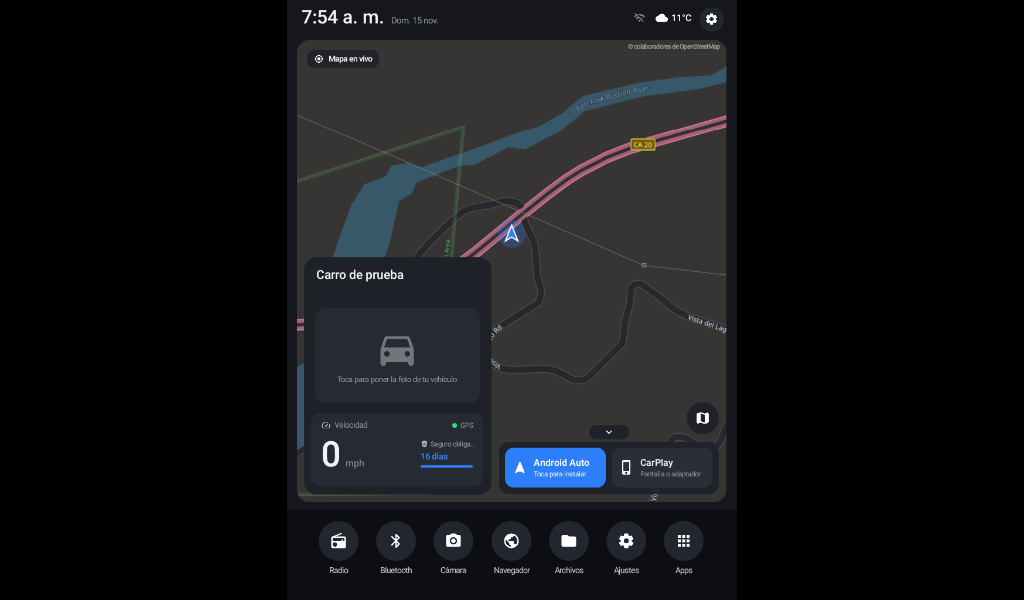 7:54 a. m.
Dom. 15 nov.
11°C
© colaboradores de OpenStreetMap
Mapa en vivo
East Fork Russian River
CA 20
Carro de prueba
Vista del Lag
Toca para poner la foto de tu vehículo
Velocidad
GPS
0 mph
Seguro obliga...
16 días
Android Auto
Toca para instalar
CarPlay
Pantalla o adaptador
Radio
Bluetooth
Cámara
Navegador
Archivos
Ajustes
Apps